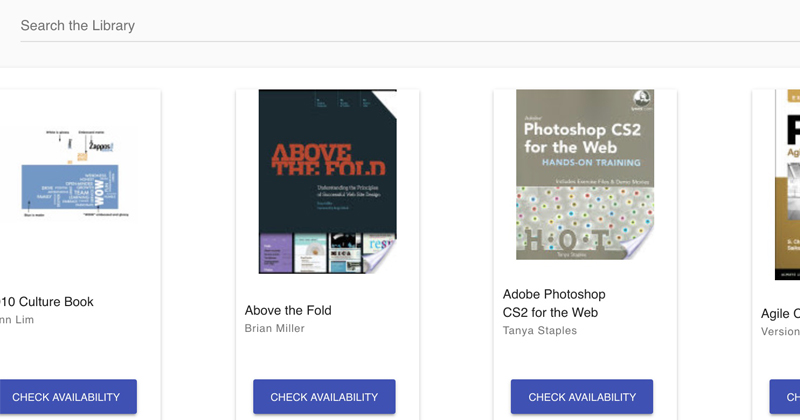 Search the Library
Zappos
WOW
10 Culture Book
nn Lim
CHECK AVAILABILITY
ABOVE
THE FOLD
Understanding the Principles
of Successful Web Site Design
Brian Miller
Above the Fold
Brian Miller
CHECK AVAILABILITY
Adobe
Photoshop CS2
for the Web
HANDS-ON TRAINING
Includes Exercise Files & Demo Movies
H·O·T
Tanya Staples
Adobe Photoshop
CS2 for the Web
Tanya Staples
CHECK AVAILABILITY
Agile C
Version
CH